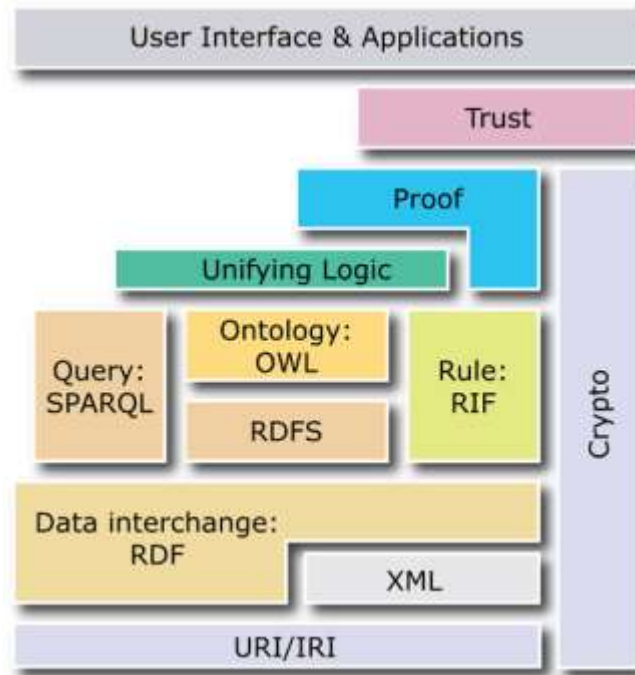 User Interface & Applications
Trust
Proof
Unifying Logic
Query:
SPARQL
Ontology:
OWL
RDFS
Rule:
RIF
Crypto
Data interchange:
RDF
XML
URI/IRI